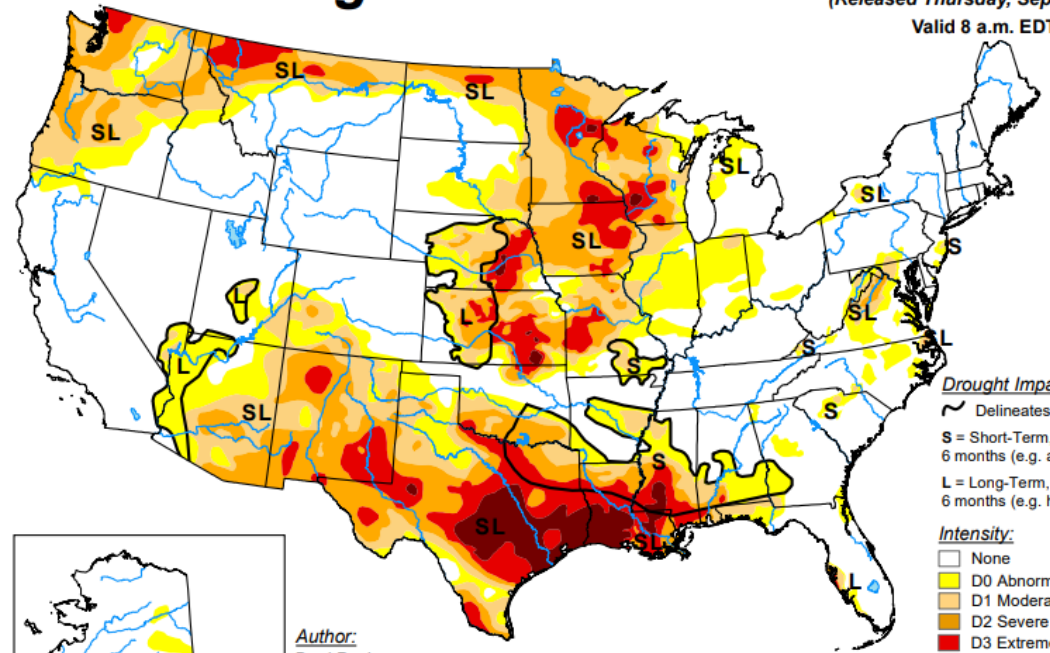 (Released Thursday, Sep
Valid 8 a.m. EDT
SL
SL
SL
SL
SL
S
SL
L
L
SL
S
SL
S
L
SL
S
S
SL
SL
L
Drought Impa
Delineates
S = Short-Term
6 months (e.g. a
L = Long-Term,
6 months (e.g. h
Intensity:
None
D0 Abnorm
D1 Modera
D2 Severe
D3 Extreme
Author: